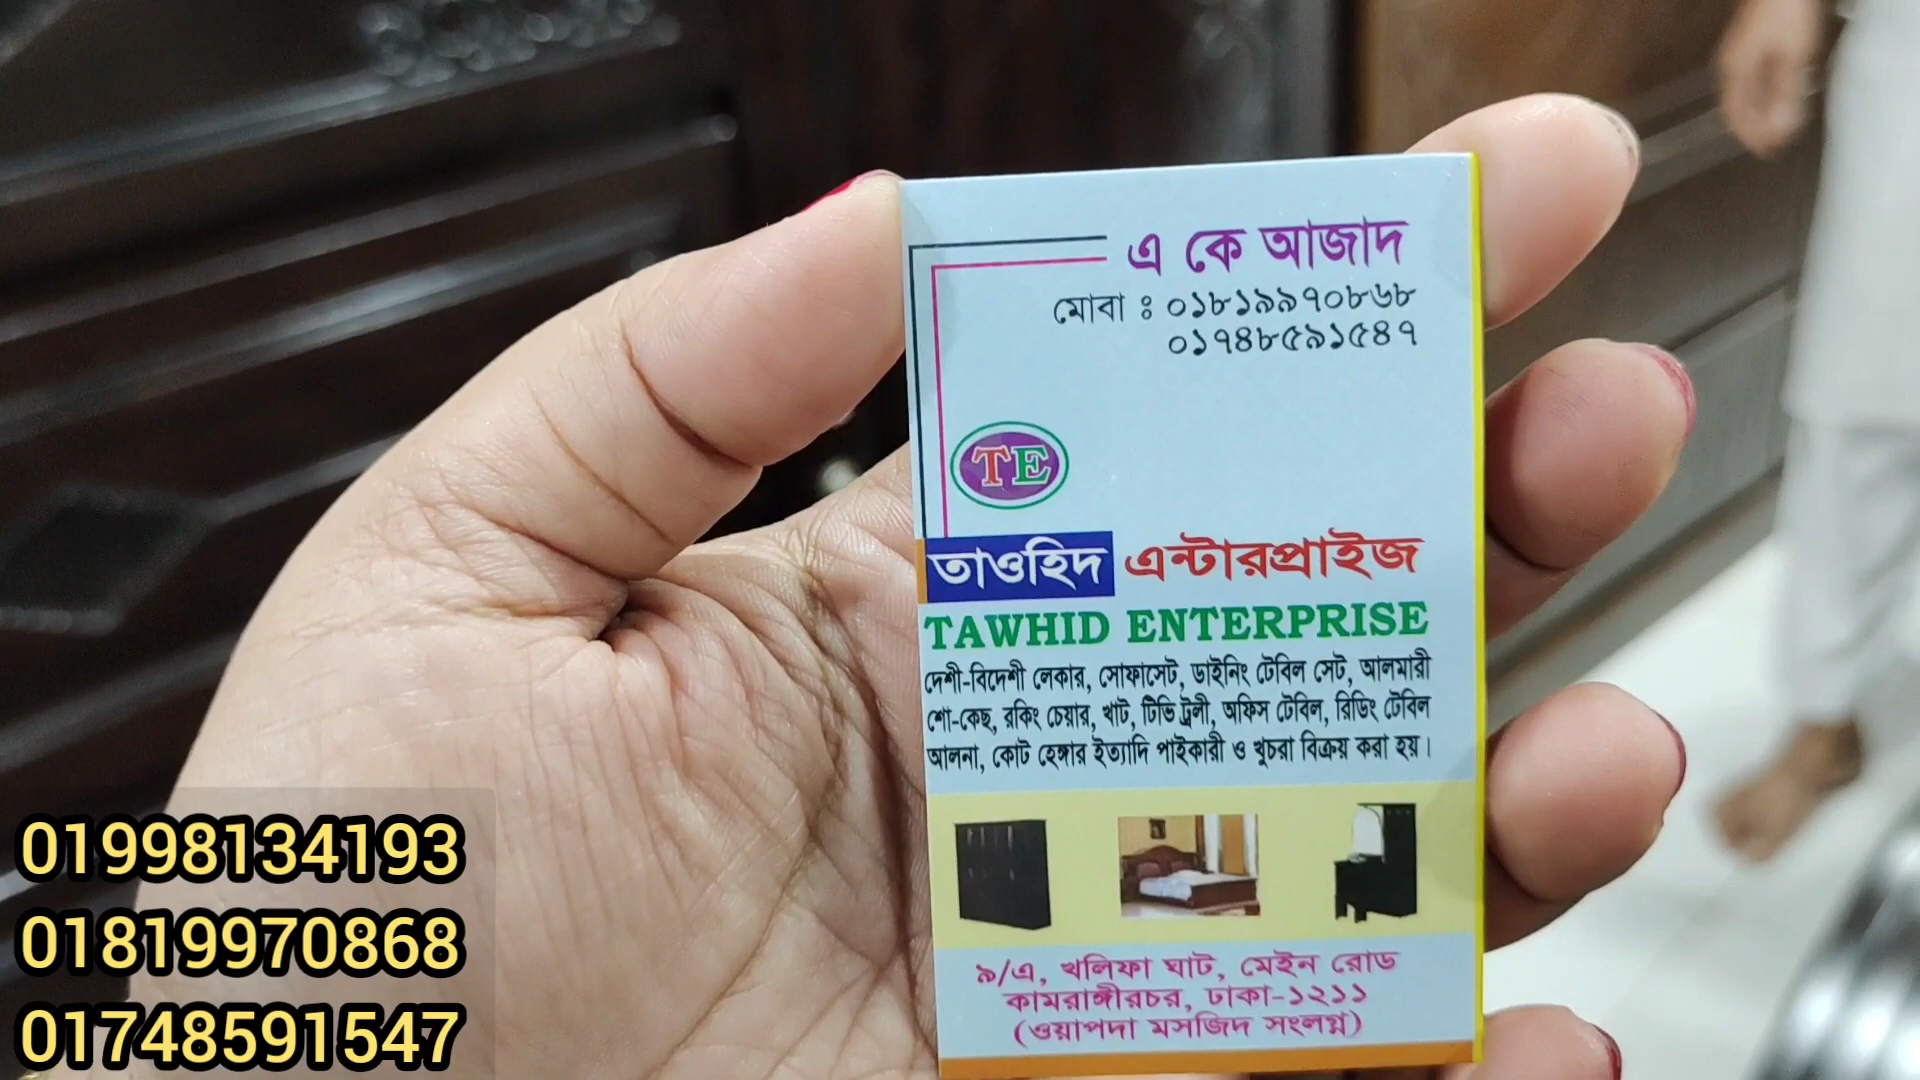 এ কে আজাদ
মোবা ঃ ০১৮১৯৯৭০৮৬৮
০১৭৪৮৫৯১৫৪৭
TE
তাওহিদ এন্টারপ্রাইজ
TAWHID ENTERPRISE
দেশী-বিদেশী লেকার, সোফাসেট, ডাইনিং টেবিল সেট, আলমারী
শো-কেছ, রকিং চেয়ার, খাট, টিভি ট্রলী, অফিস টেবিল, রিডিং টেবিল
আলনা, কোট হেঙ্গার ইত্যাদি পাইকারী ও খুচরা বিক্রয় করা হয়।
৯/এ, খলিফা ঘাট, মেইন রোড
কামরাঙ্গীরচর, ঢাকা-১২১১
(ওয়াপদা মসজিদ সংলগ্ন)
01998134193
01819970868
01748591547